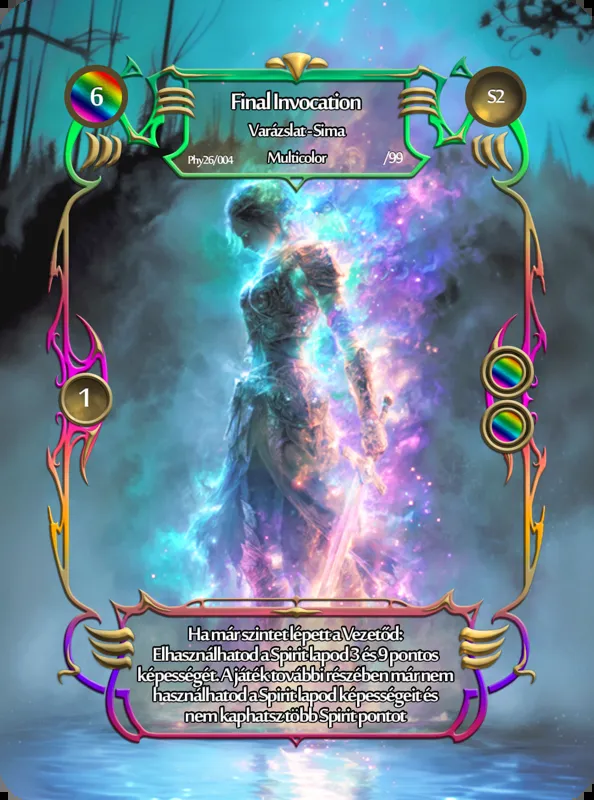 6
Final Invocation
S2
Varázslat - Sima
Phy26/004
Multicolor
/99
1
Ha már szintet lépett a Vezetőd:
Elhasználhatod a Spirit lapod 3 és 9 pontos
képességét. A játék további részében már nem
használhatod a Spirit lapod képességeit és
nem kaphatsz több Spirit pontot.